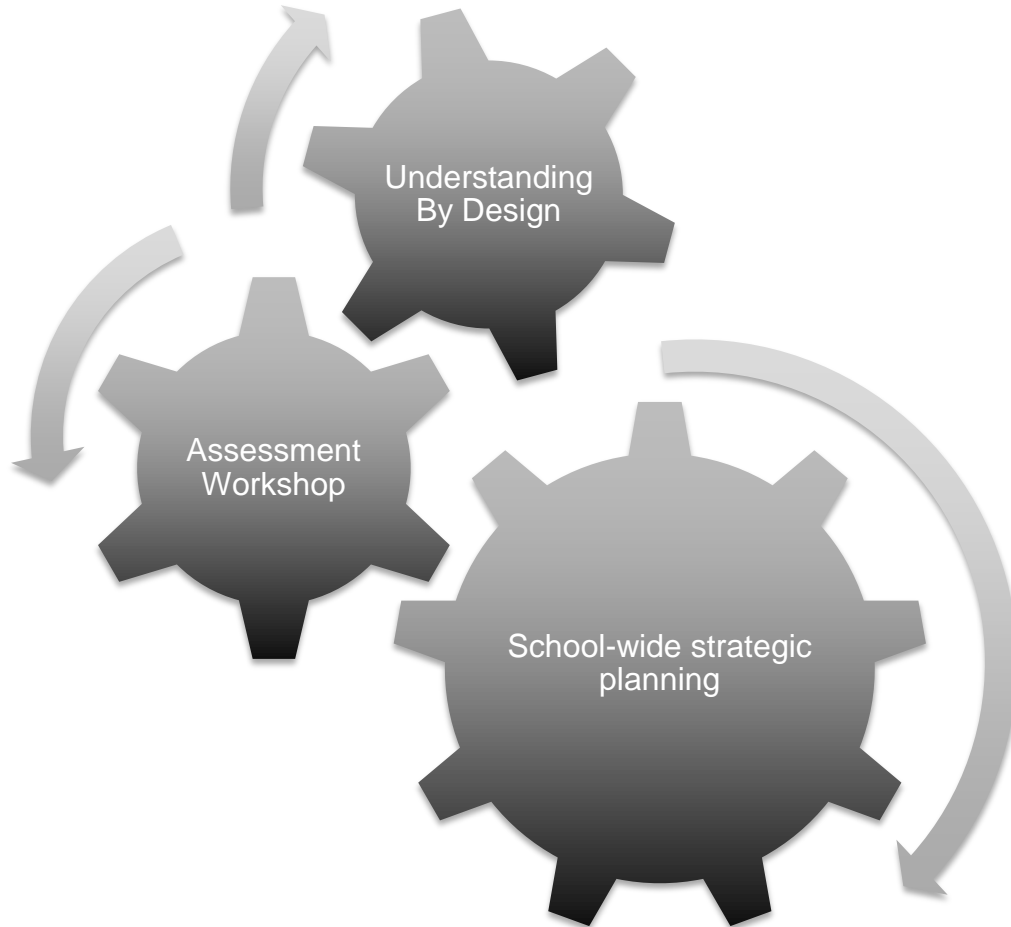 Understanding
By Design
Assessment
Workshop
School-wide strategic
planning